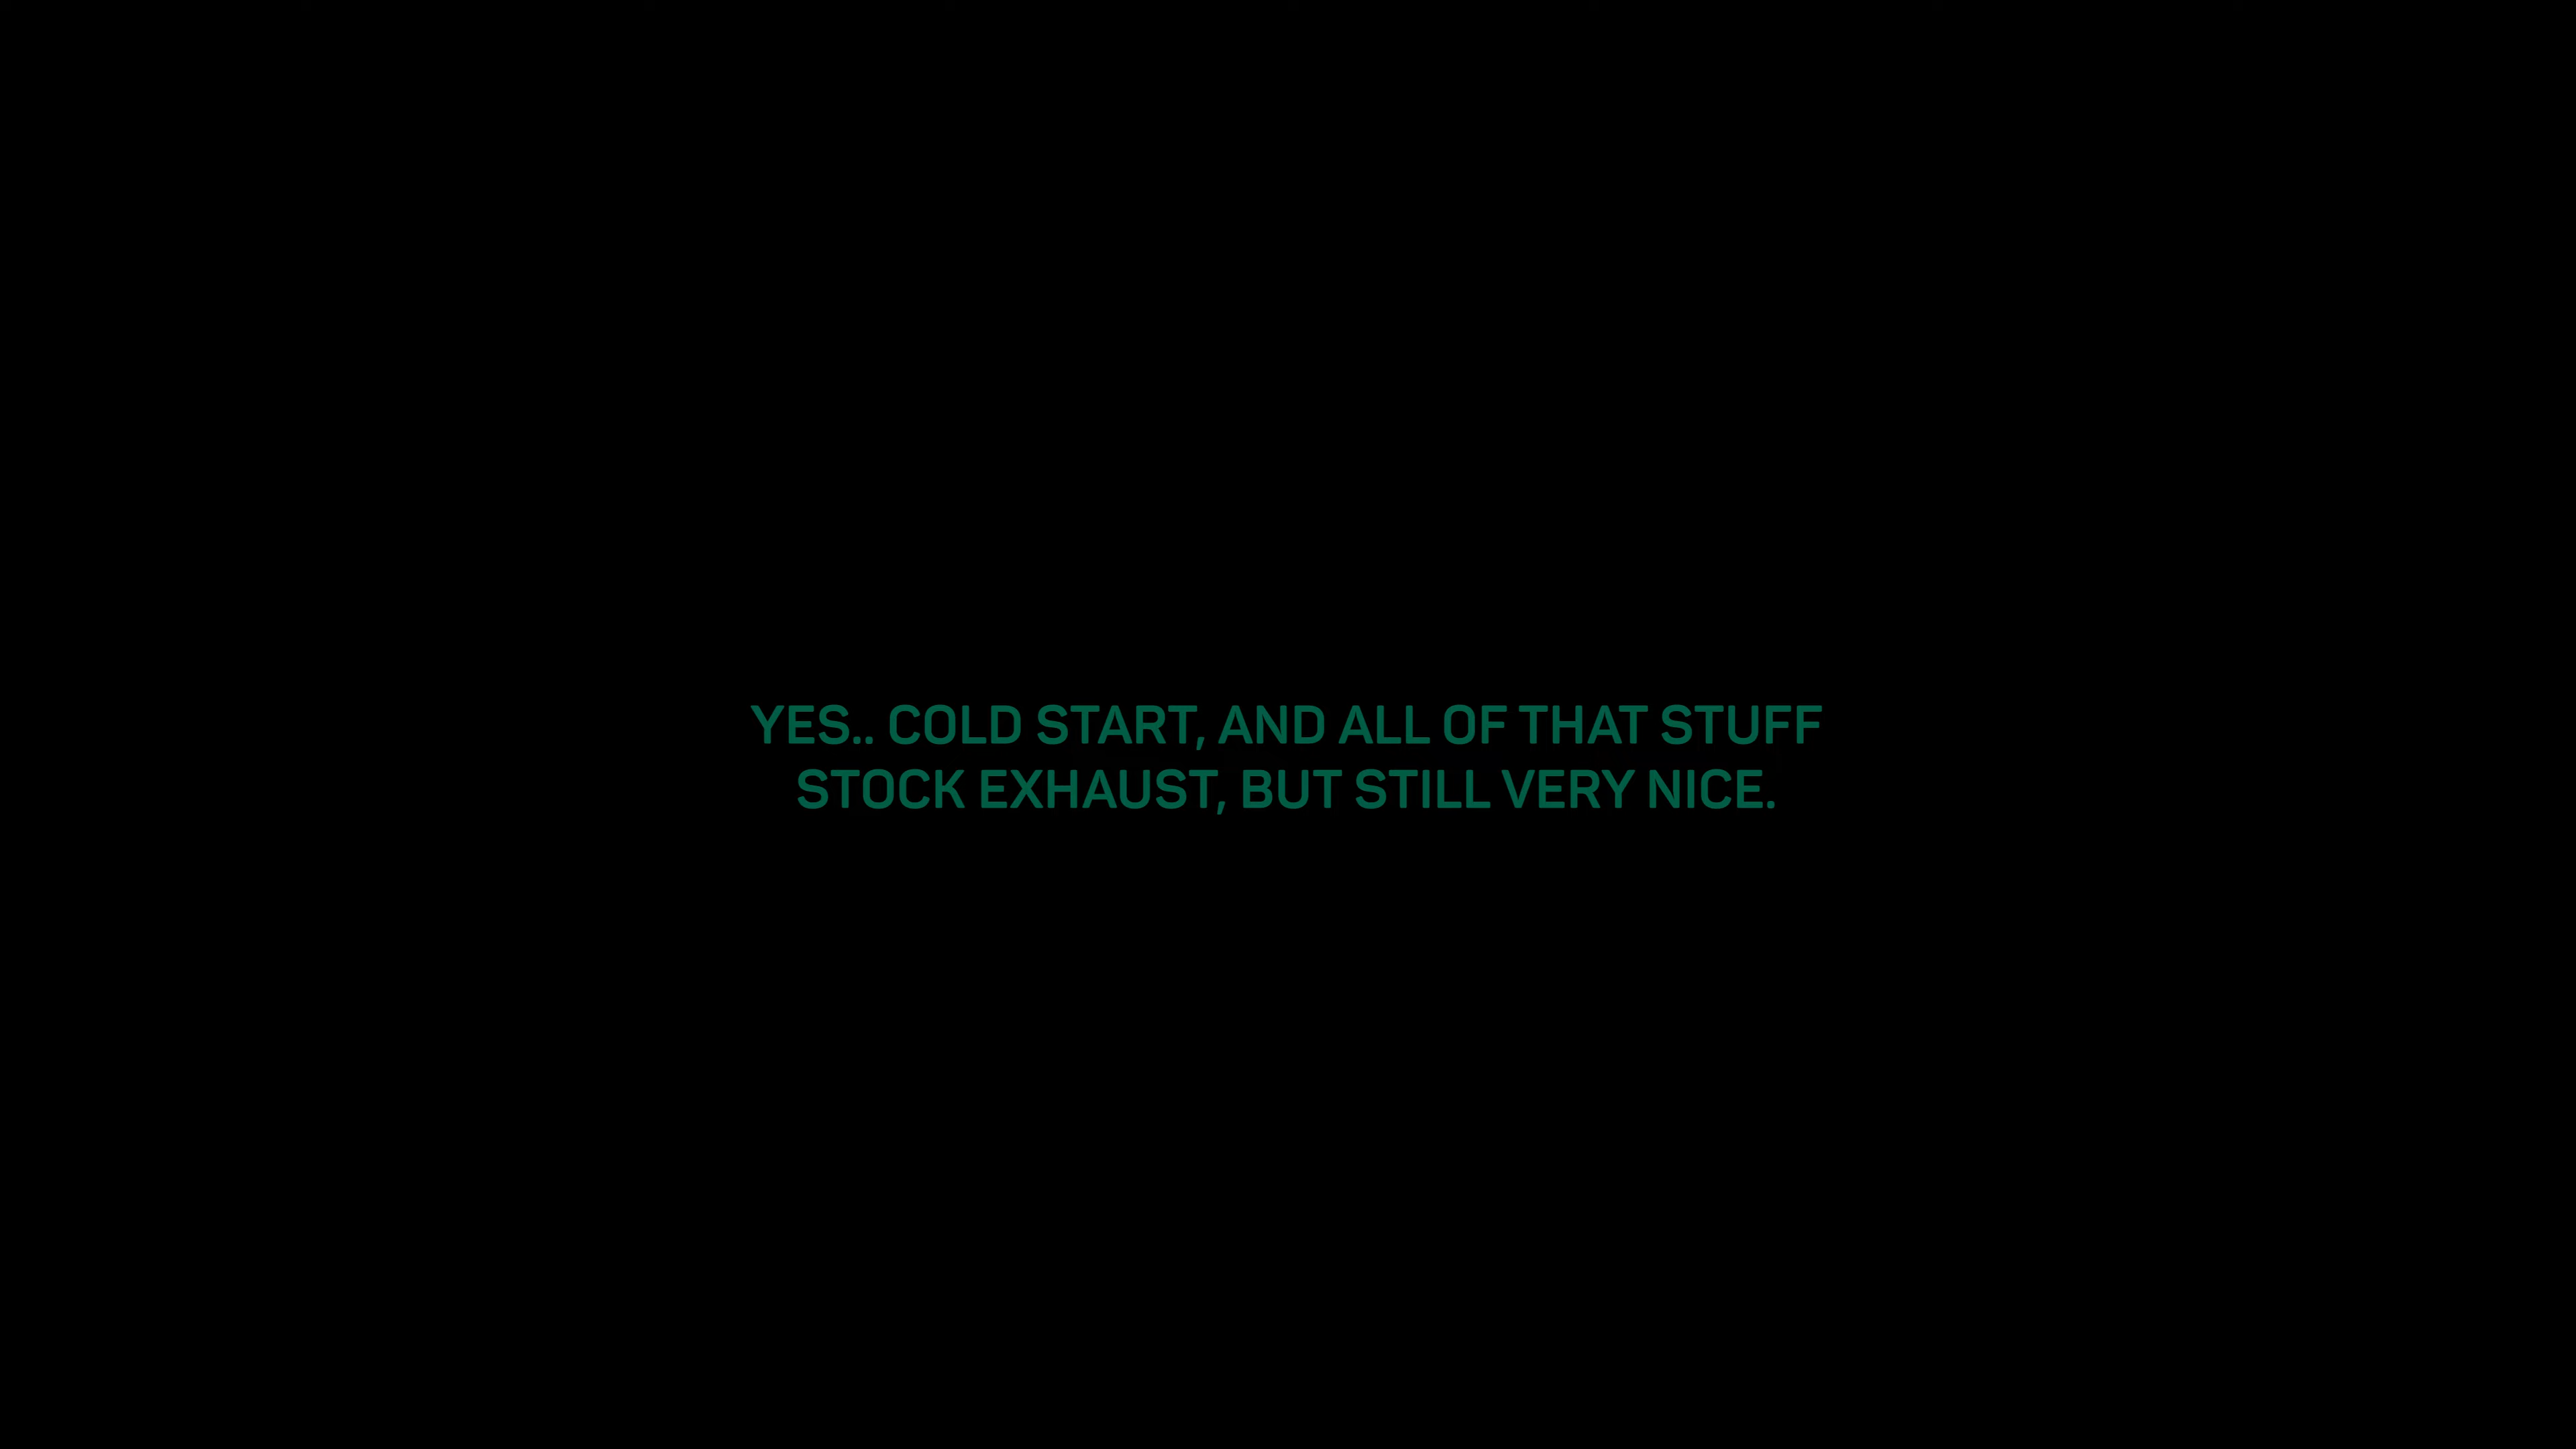 YES.. COLD START, AND ALL OF THAT STUFF
STOCK EXHAUST, BUT STILL VERY NICE.